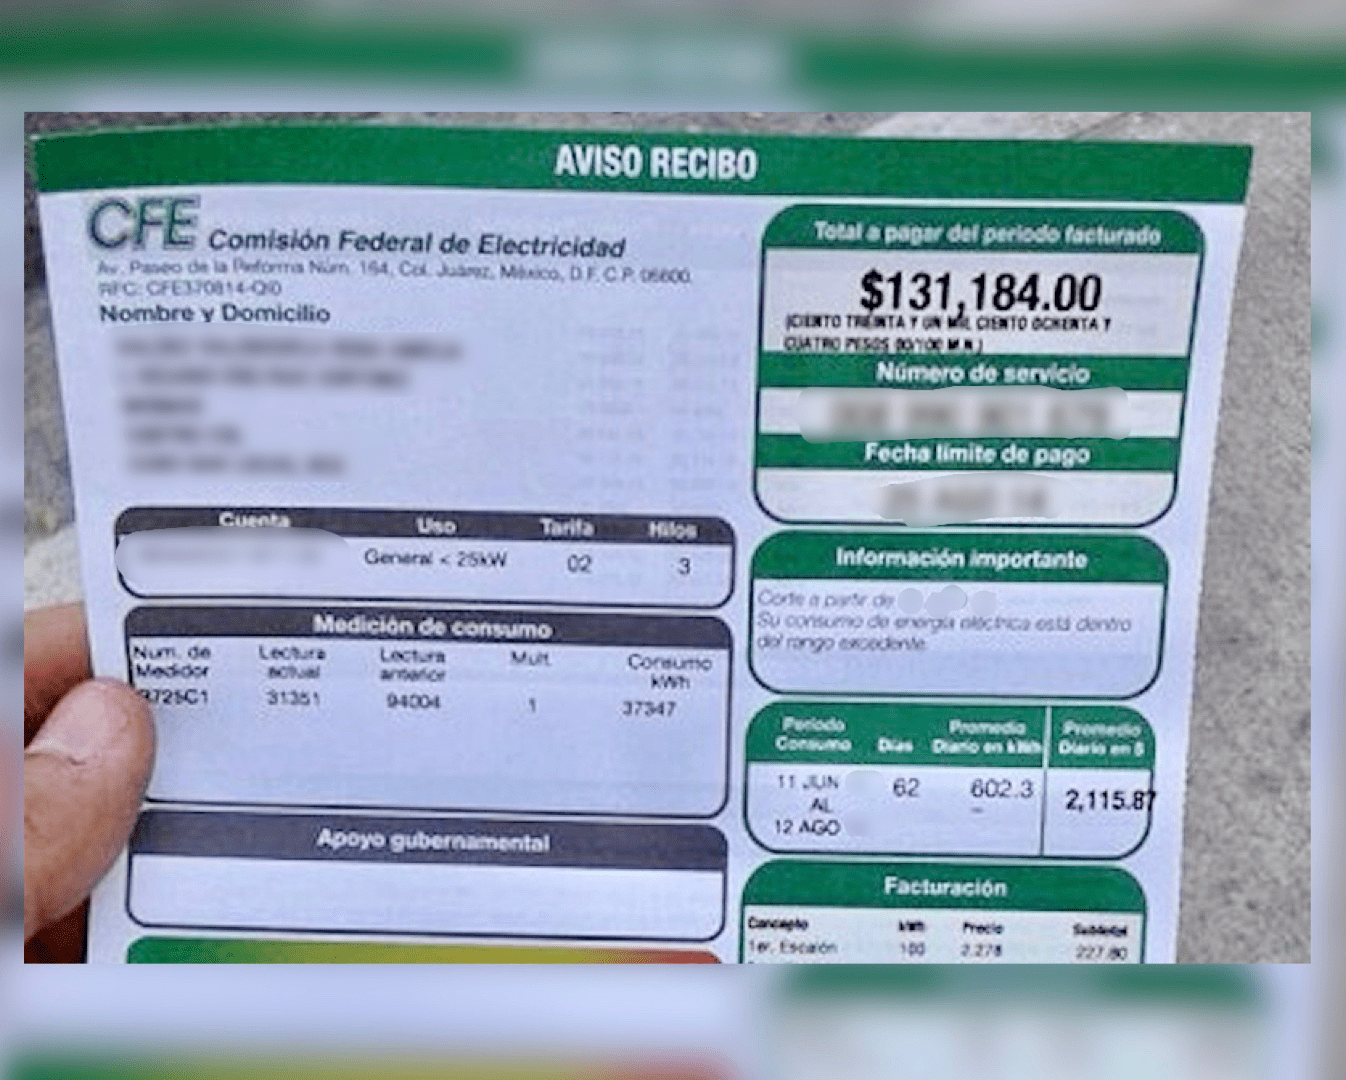 AVISO RECIBO
CFE Comisión Federal de Electricidad
Av. Paseo de la Reforma Núm. 164, Col. Juárez, México, D.F. C.P. 06600.
RFC: CFE370814-QI0
Nombre y Domicilio
Total a pagar del periodo facturado
$131,184.00
(CIENTO TREINTA Y UN MIL CIENTO OCHENTA Y
CUATRO PESOS 00/100 M.N.)
Número de servicio
Fecha límite de pago
Cuenta Uso Tarifa Hilos
General < 25kW 02 3
Información importante
Corte a partir de
Su consumo de energía eléctrica está dentro
del rango excedente.
Medición de consumo
Num. de Medidor Lectura actual Lectura anterior Mult. Consumo kWh
3725C1 31351 94004 1 37347
Periodo Consumo Días Promedio Diario en kWh Promedio Diario en $
11 JUN 62 602.3 2,115.87
AL
12 AGO
Apoyo gubernamental
Facturación
Concepto kWh Precio Subtotal
1er. Escalón 100 2.278 227.80